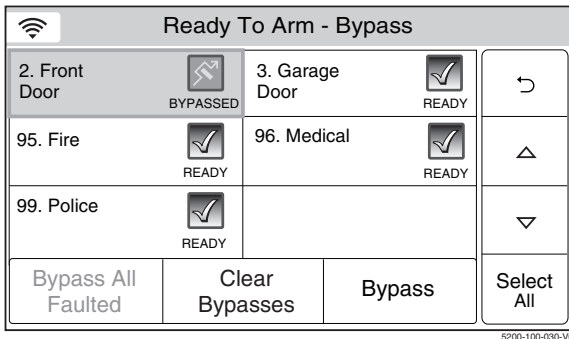 Ready To Arm - Bypass
2. Front
Door
BYPASSED
3. Garage
Door
READY
95. Fire
READY
96. Medical
READY
99. Police
READY
Bypass All
Faulted
Clear
Bypasses
Bypass
Select
All
5200-100-030-V